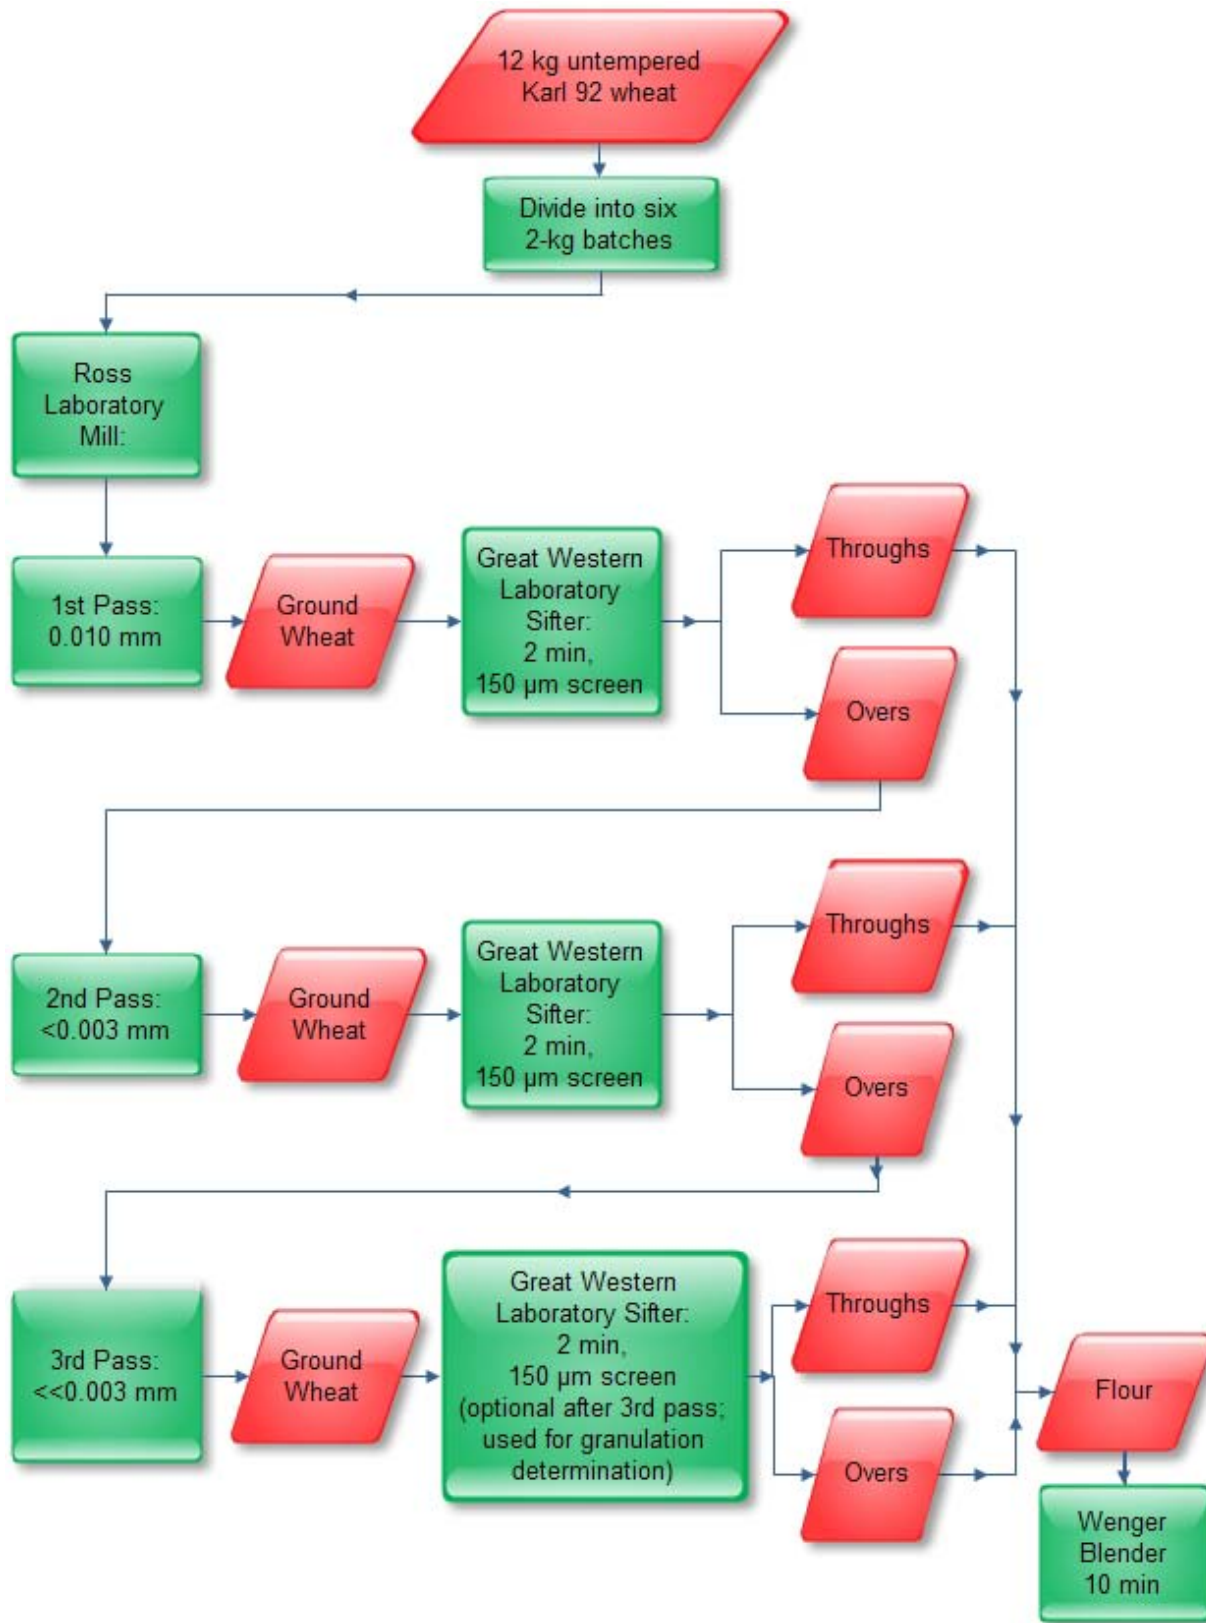 12 kg untempered
Karl 92 wheat
Divide into six
2-kg batches
Ross
Laboratory
Mill:
1st Pass:
0.010 mm
Ground
Wheat
Great Western
Laboratory
Sifter:
2 min,
150 µm screen
Throughs
Overs
2nd Pass:
<0.003 mm
Ground
Wheat
Great Western
Laboratory
Sifter:
2 min,
150 µm screen
Throughs
Overs
3rd Pass:
<<0.003 mm
Ground
Wheat
Great Western
Laboratory Sifter:
2 min,
150 µm screen
(optional after 3rd pass;
used for granulation
determination)
Throughs
Overs
Flour
Wenger
Blender
10 min